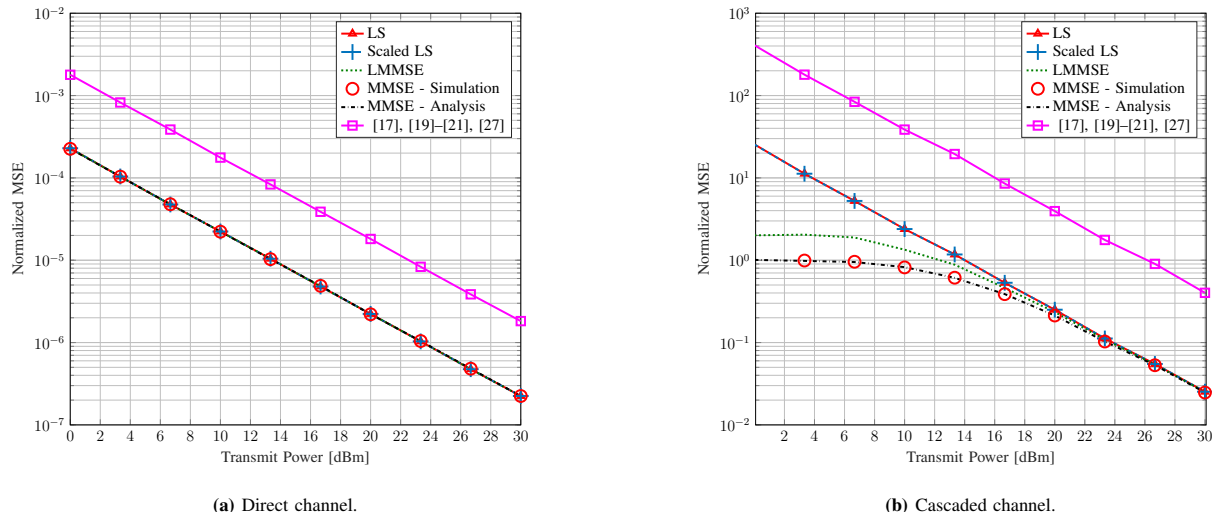 10^−2
10^−3
10^−4
10^−5
10^−6
10^−7
Normalized MSE
0 2 4 6 8 10 12 14 16 18 20 22 24 26 28 30
Transmit Power [dBm]
LS
Scaled LS
LMMSE
MMSE - Simulation
MMSE - Analysis
[17], [19]–[21], [27]
(a) Direct channel.
10^3
10^2
10^1
10^0
10^−1
10^−2
Normalized MSE
2 4 6 8 10 12 14 16 18 20 22 24 26 28 30
Transmit Power [dBm]
LS
Scaled LS
LMMSE
MMSE - Simulation
MMSE - Analysis
[17], [19]–[21], [27]
(b) Cascaded channel.